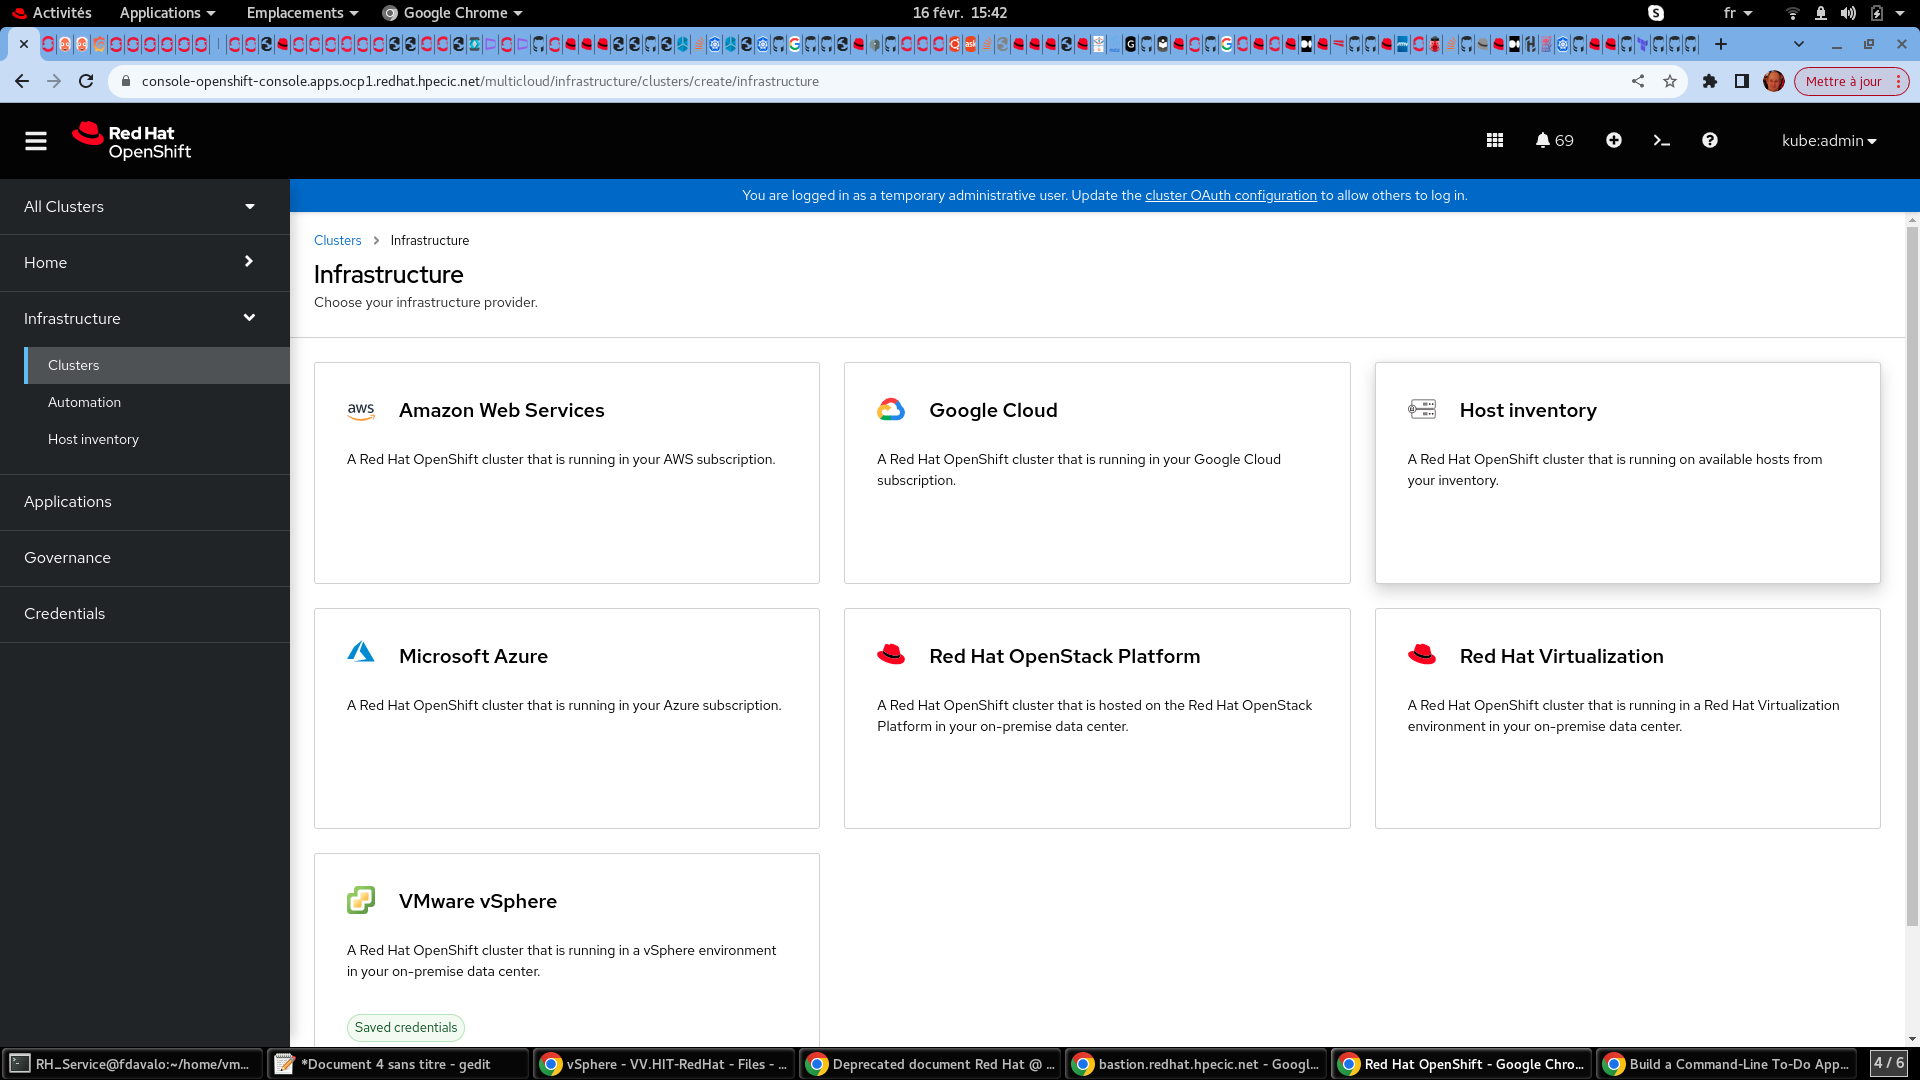 Activités
Applications
Emplacements
Google Chrome
16 févr. 15:42
fr
console-openshift-console.apps.ocp1.redhat.hpecic.net/multicloud/infrastructure/clusters/create/infrastructure
Mettre à jour
Red Hat
OpenShift
69
kube:admin
All Clusters
Home
Infrastructure
Clusters
Automation
Host inventory
Applications
Governance
Credentials
You are logged in as a temporary administrative user. Update the cluster OAuth configuration to allow others to log in.
Clusters > Infrastructure
Infrastructure
Choose your infrastructure provider.
aws
Amazon Web Services
A Red Hat OpenShift cluster that is running in your AWS subscription.
Google Cloud
A Red Hat OpenShift cluster that is running in your Google Cloud
subscription.
Host inventory
A Red Hat OpenShift cluster that is running on available hosts from
your inventory.
Microsoft Azure
A Red Hat OpenShift cluster that is running in your Azure subscription.
Red Hat OpenStack Platform
A Red Hat OpenShift cluster that is hosted on the Red Hat OpenStack
Platform in your on-premise data center.
Red Hat Virtualization
A Red Hat OpenShift cluster that is running in a Red Hat Virtualization
environment in your on-premise data center.
VMware vSphere
A Red Hat OpenShift cluster that is running in a vSphere environment
in your on-premise data center.
Saved credentials
RH_Service@fdavalo:~/home/vm...
*Document 4 sans titre - gedit
vSphere - VV.HIT-RedHat - Files - ...
Deprecated document Red Hat @ ...
bastion.redhat.hpecic.net - Googl...
Red Hat OpenShift - Google Chro...
Build a Command-Line To-Do App...
4 / 6